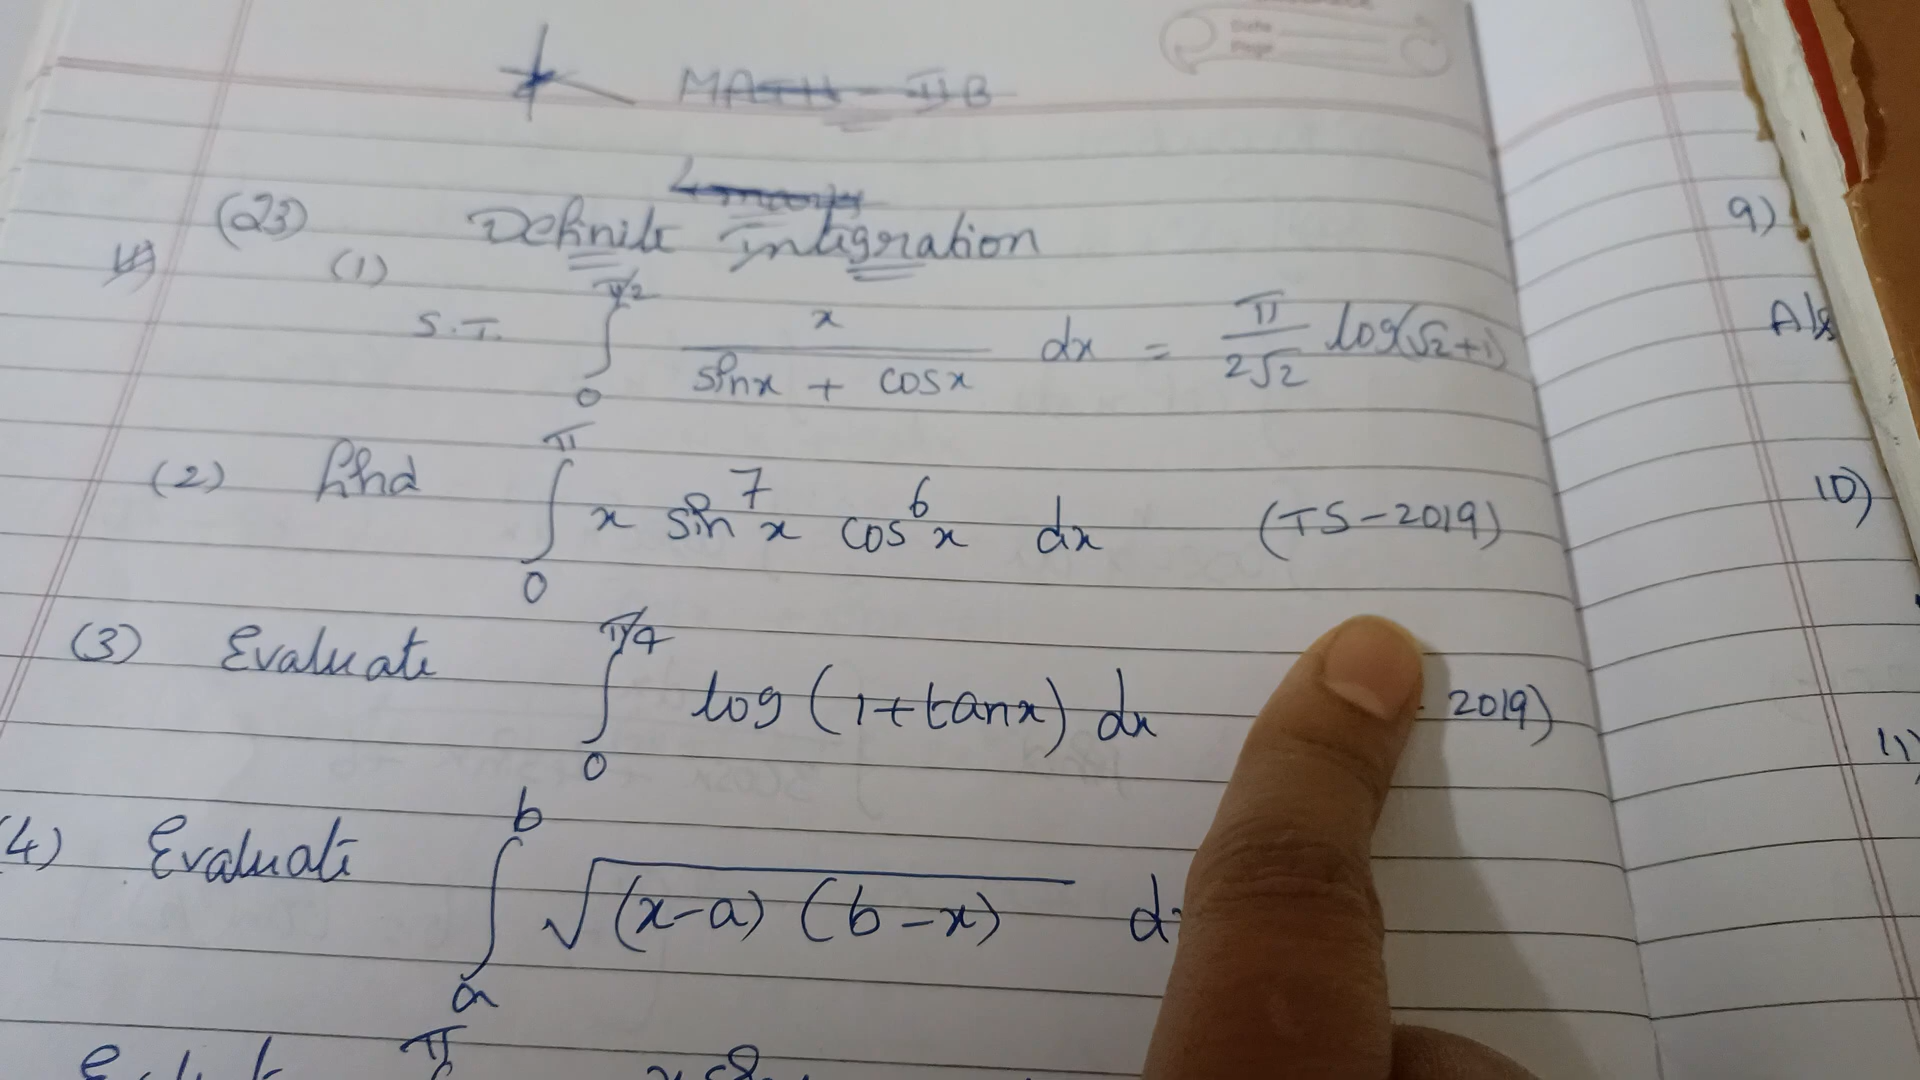 MATH-IIB
(23) Definite Integration
(1)
S.T. ∫₀^{π/2} x/(sinx + cosx) dx = π/(2√2) log(√2+1)
(2) find ∫₀^π x sin⁷x cos⁶x dx (TS-2019)
(3) Evaluate ∫₀^{π/4} log(1+tanx) dx 2019)
(4) Evaluate ∫ₐᵇ √(x-a)(b-x)
π
9)
10)
11)